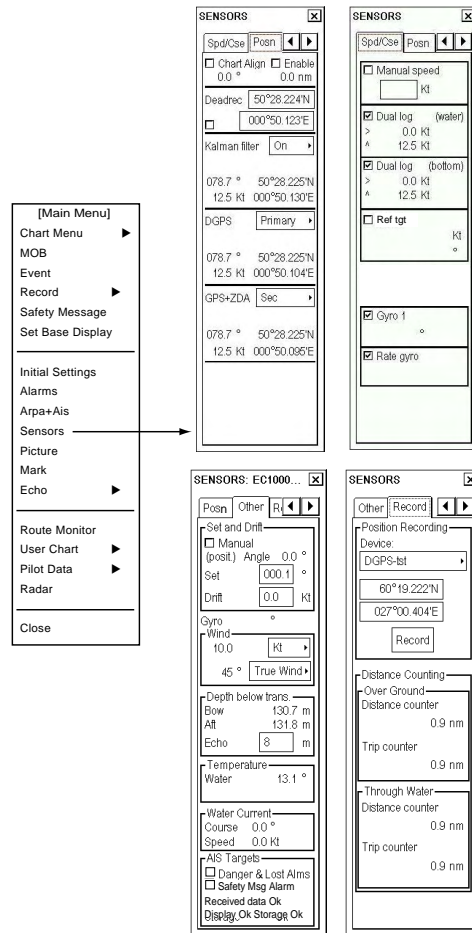 [Main Menu]
Chart Menu
MOB
Event
Record
Safety Message
Set Base Display
Initial Settings
Alarms
Arpa+Ais
Sensors
Picture
Mark
Echo
Route Monitor
User Chart
Pilot Data
Radar
Close
SENSORS
Spd/Cse Posn
Chart Align Enable
0.0 ° 0.0 nm
Deadrec 50°28.224'N
000°50.123'E
Kalman filter On
078.7 ° 50°28.225'N
12.5 Kt 000°50.130'E
DGPS Primary
078.7 ° 50°28.225'N
12.5 Kt 000°50.104'E
GPS+ZDA Sec
078.7 ° 50°28.225'N
12.5 Kt 000°50.095'E
SENSORS
Spd/Cse Posn
Manual speed
Kt
Dual log (water)
> 0.0 Kt
^ 12.5 Kt
Dual log (bottom)
> 0.0 Kt
^ 12.5 Kt
Ref tgt
Kt
°
Gyro 1
°
Rate gyro
SENSORS: EC1000...
Posn Other
Set and Drift
Manual
(posit.) Angle 0.0 °
Set 000.1 °
Drift 0.0 Kt
Gyro °
Wind
10.0 Kt
45 ° True Wind
Depth below trans.
Bow 130.7 m
Aft 131.8 m
Echo 8 m
Temperature
Water 13.1 °
Water Current
Course 0.0 °
Speed 0.0 Kt
AIS Targets
Danger & Lost Alms
Safety Msg Alarm
Received data Ok
Display Ok Storage Ok
SENSORS
Other Record
Position Recording
Device:
DGPS-tst
60°19.222'N
027°00.404'E
Record
Distance Counting
Over Ground
Distance counter
0.9 nm
Trip counter
0.9 nm
Through Water
Distance counter
0.9 nm
Trip counter
0.9 nm